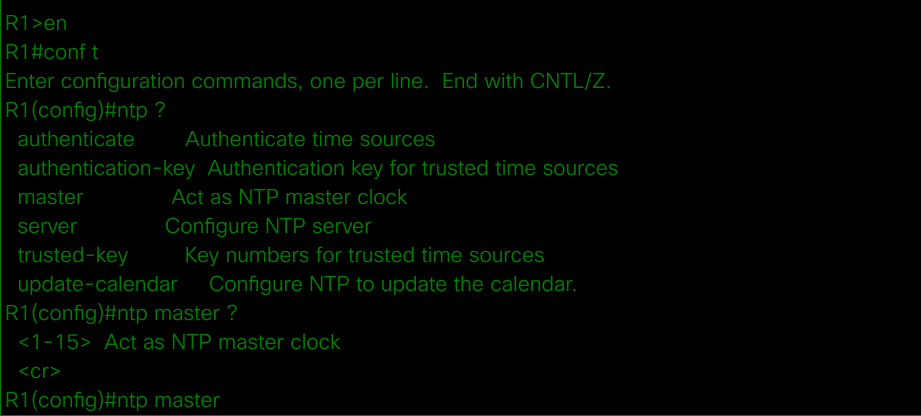 R1>en
R1#conf t
Enter configuration commands, one per line.  End with CNTL/Z.
R1(config)#ntp ?
  authenticate        Authenticate time sources
  authentication-key  Authentication key for trusted time sources
  master              Act as NTP master clock
  server              Configure NTP server
  trusted-key         Key numbers for trusted time sources
  update-calendar     Configure NTP to update the calendar.
R1(config)#ntp master ?
  <1-15>  Act as NTP master clock
  <cr>
R1(config)#ntp master